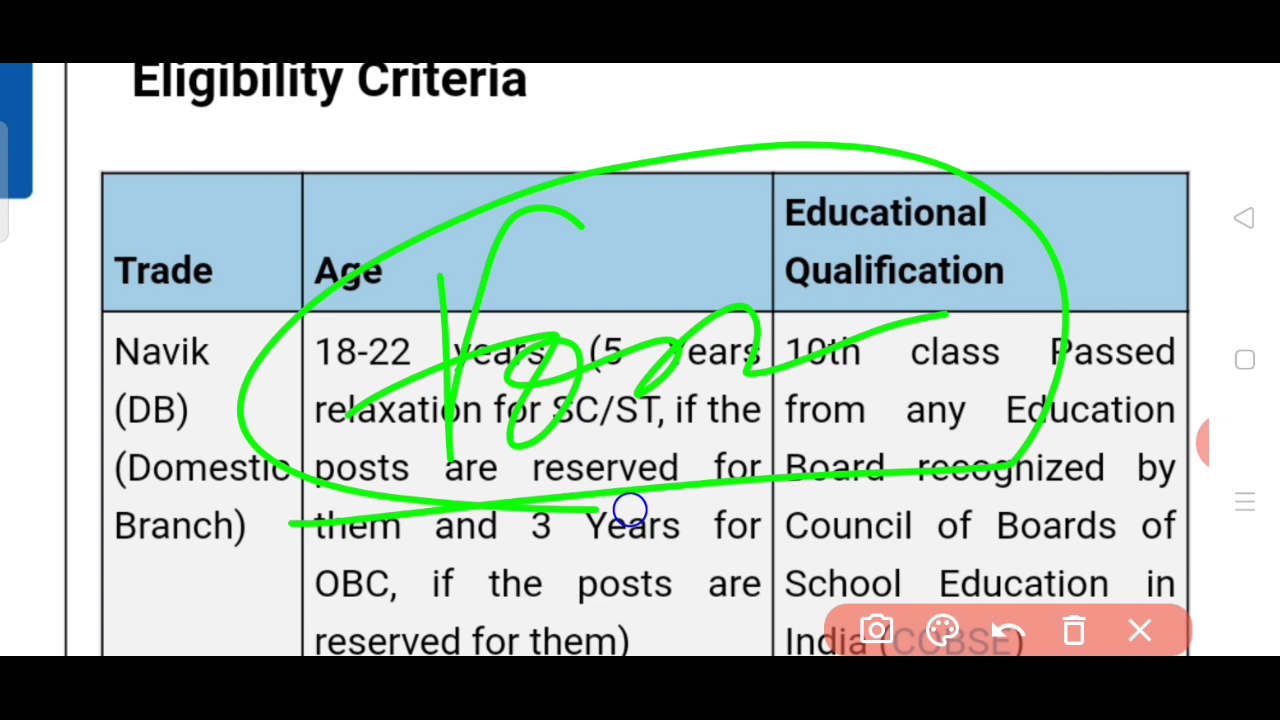 Eligibility Criteria
Trade
Age
Educational
Qualification
Navik
(DB)
(Domestic
Branch)
18-22 years (5 Years
relaxation for SC/ST, if the
posts are reserved for
them and 3 Years for
OBC, if the posts are
reserved for them)
10th class Passed
from any Education
Board recognized by
Council of Boards of
School Education in
India (COBSE)